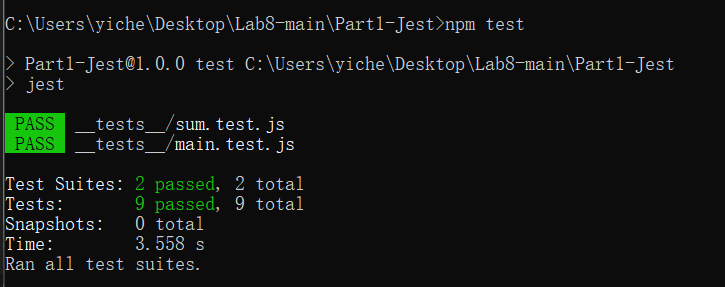 C:\Users\yiche\Desktop\Lab8-main\Part1-Jest>npm test
> Part1-Jest@1.0.0 test C:\Users\yiche\Desktop\Lab8-main\Part1-Jest
> jest
PASS __tests__/sum.test.js
PASS __tests__/main.test.js
Test Suites: 2 passed, 2 total
Tests:       9 passed, 9 total
Snapshots:   0 total
Time:        3.558 s
Ran all test suites.